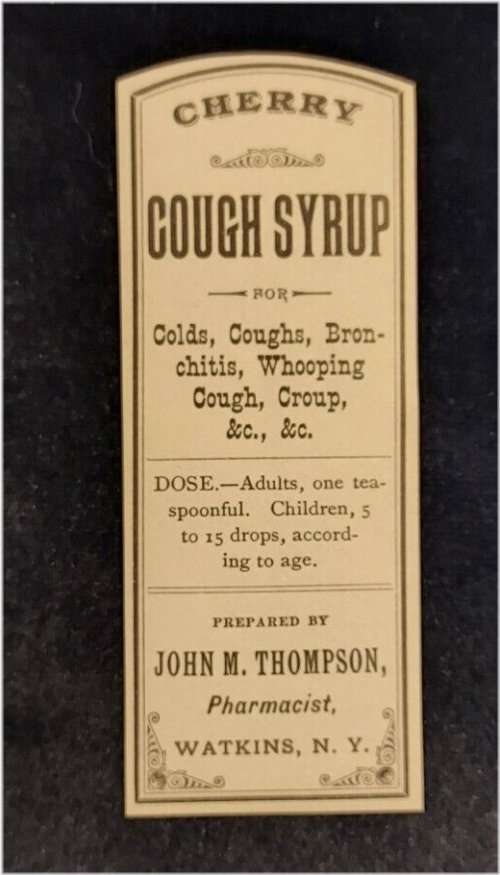 CHERRY
COUGH SYRUP
FOR
Colds, Coughs, Bron-
chitis, Whooping
Cough, Croup,
&c., &c.
DOSE.—Adults, one tea-
spoonful. Children, 5
to 15 drops, accord-
ing to age.
PREPARED BY
JOHN M. THOMPSON,
Pharmacist,
WATKINS, N. Y.